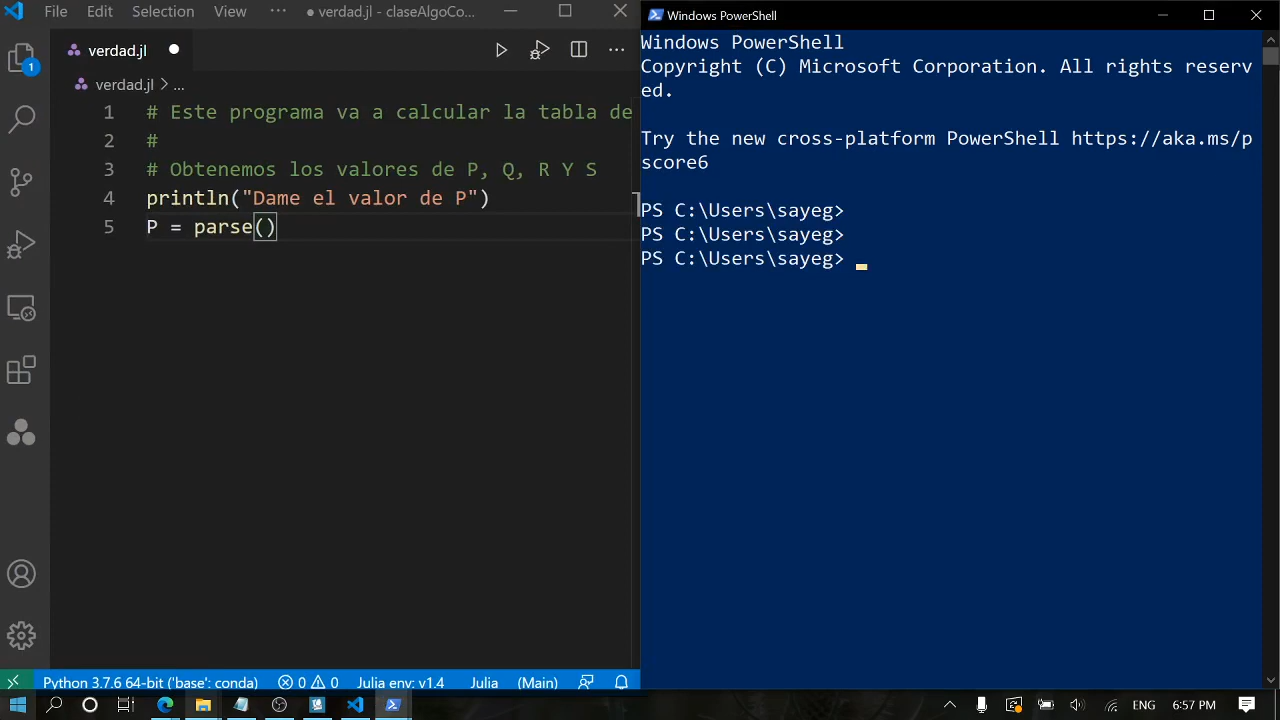 File Edit Selection View ··· ● verdad.jl - claseAlgoCo...
verdad.jl
verdad.jl > ...
1 # Este programa va a calcular la tabla de
2 #
3 # Obtenemos los valores de P, Q, R Y S
4 println("Dame el valor de P")
5 P = parse()
1
Python 3.7.6 64-bit ('base': conda) 0 0 Julia env: v1.4 Julia (Main)
Windows PowerShell
Windows PowerShell
Copyright (C) Microsoft Corporation. All rights reserv
ed.
Try the new cross-platform PowerShell https://aka.ms/p
score6
PS C:\Users\sayeg>
PS C:\Users\sayeg>
PS C:\Users\sayeg>
6:57 PM